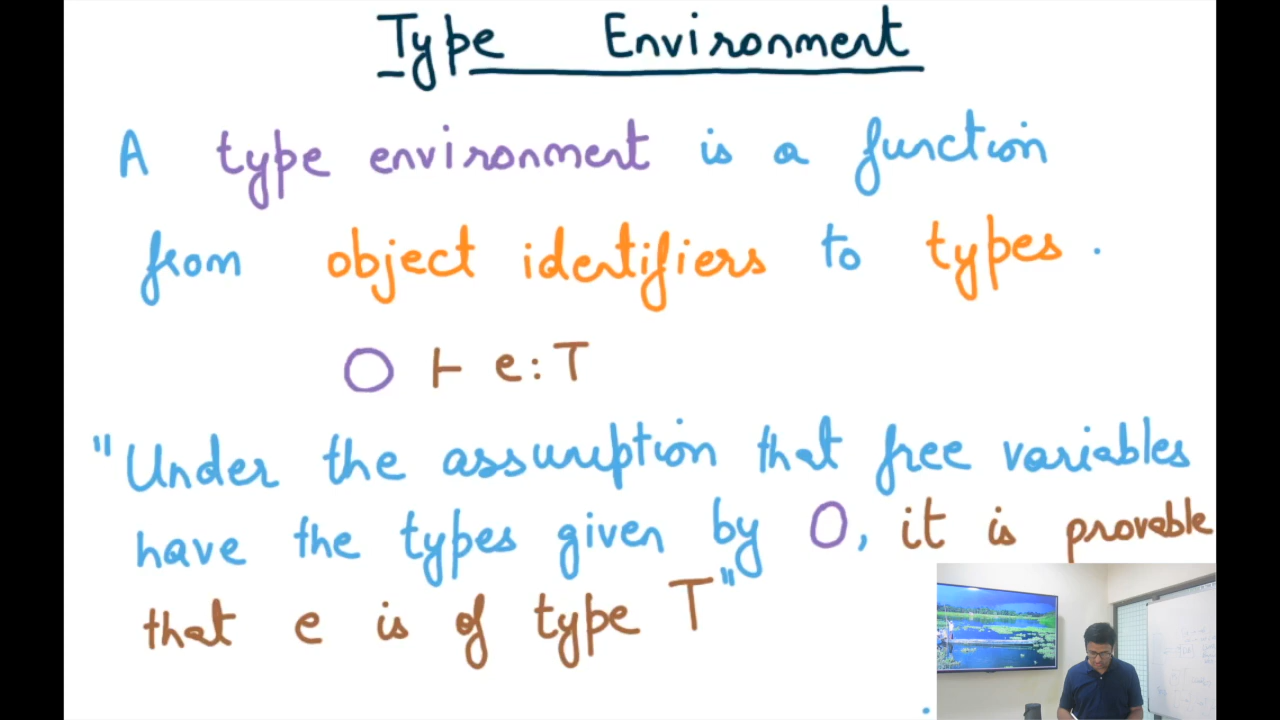 Type Environment
A type environment is a function
from object identifiers to types.
O ⊢ e:T
"Under the assumption that free variables
have the types given by O, it is provable
that e is of type T"